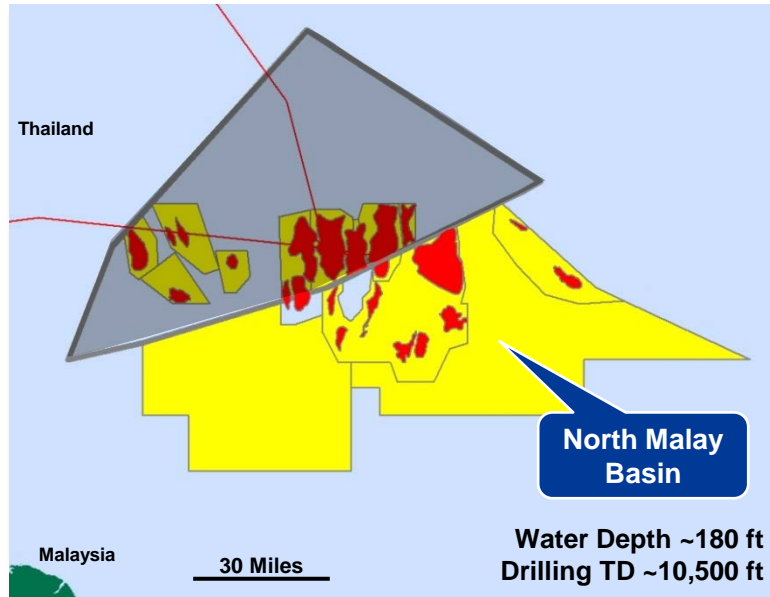 Thailand
North Malay
Basin
Water Depth ~180 ft
Drilling TD ~10,500 ft
Malaysia
30 Miles